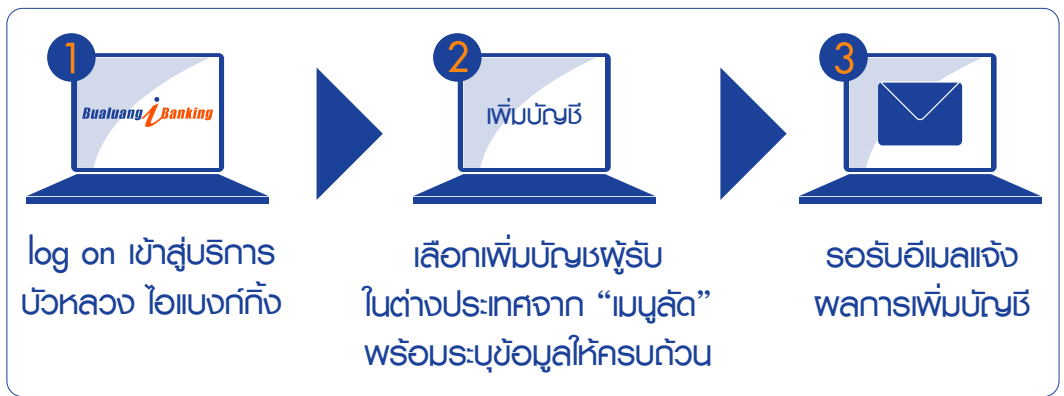 1
Bualuang iBanking
log on เข้าสู่บริการ
บัวหลวง ไอแบงก์กิ้ง
2
เพิ่มบัญชี
เลือกเพิ่มบัญชผู้รับ
ในต่างประเทศจาก “เมนูลัด”
พร้อมระบุข้อมูลให้ครบถ้วน
3
รอรับอีเมลแจ้ง
ผลการเพิ่มบัญชี